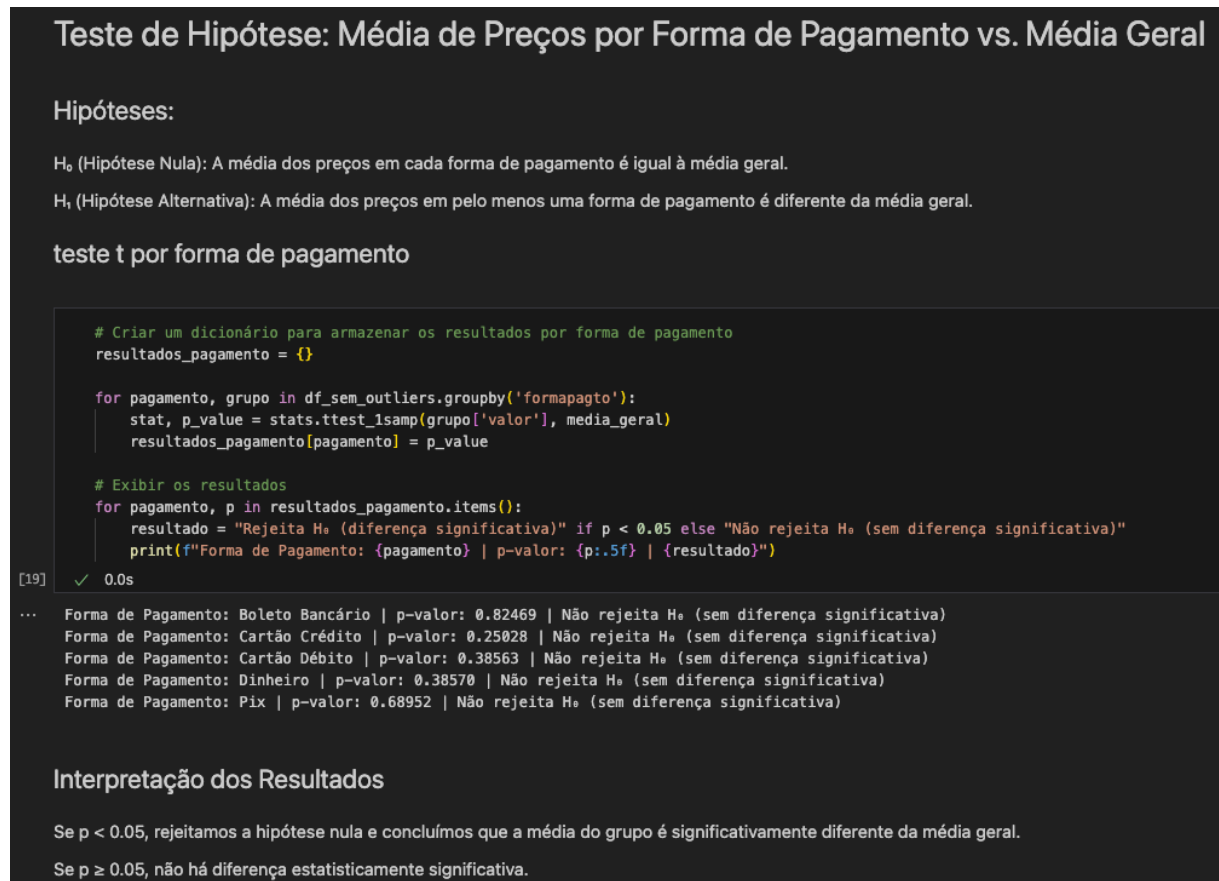 Teste de Hipótese: Média de Preços por Forma de Pagamento vs. Média Geral
Hipóteses:
H₀ (Hipótese Nula): A média dos preços em cada forma de pagamento é igual à média geral.
H₁ (Hipótese Alternativa): A média dos preços em pelo menos uma forma de pagamento é diferente da média geral.
teste t por forma de pagamento
# Criar um dicionário para armazenar os resultados por forma de pagamento
resultados_pagamento = {}
for pagamento, grupo in df_sem_outliers.groupby('formapagto'):
    stat, p_value = stats.ttest_1samp(grupo['valor'], media_geral)
    resultados_pagamento[pagamento] = p_value
# Exibir os resultados
for pagamento, p in resultados_pagamento.items():
    resultado = "Rejeita H₀ (diferença significativa)" if p < 0.05 else "Não rejeita H₀ (sem diferença significativa)"
    print(f"Forma de Pagamento: {pagamento} | p-valor: {p:.5f} | {resultado}")
[19] ✓ 0.0s
... Forma de Pagamento: Boleto Bancário | p-valor: 0.82469 | Não rejeita H₀ (sem diferença significativa)
Forma de Pagamento: Cartão Crédito | p-valor: 0.25028 | Não rejeita H₀ (sem diferença significativa)
Forma de Pagamento: Cartão Débito | p-valor: 0.38563 | Não rejeita H₀ (sem diferença significativa)
Forma de Pagamento: Dinheiro | p-valor: 0.38570 | Não rejeita H₀ (sem diferença significativa)
Forma de Pagamento: Pix | p-valor: 0.68952 | Não rejeita H₀ (sem diferença significativa)
Interpretação dos Resultados
Se p < 0.05, rejeitamos a hipótese nula e concluímos que a média do grupo é significativamente diferente da média geral.
Se p ≥ 0.05, não há diferença estatisticamente significativa.